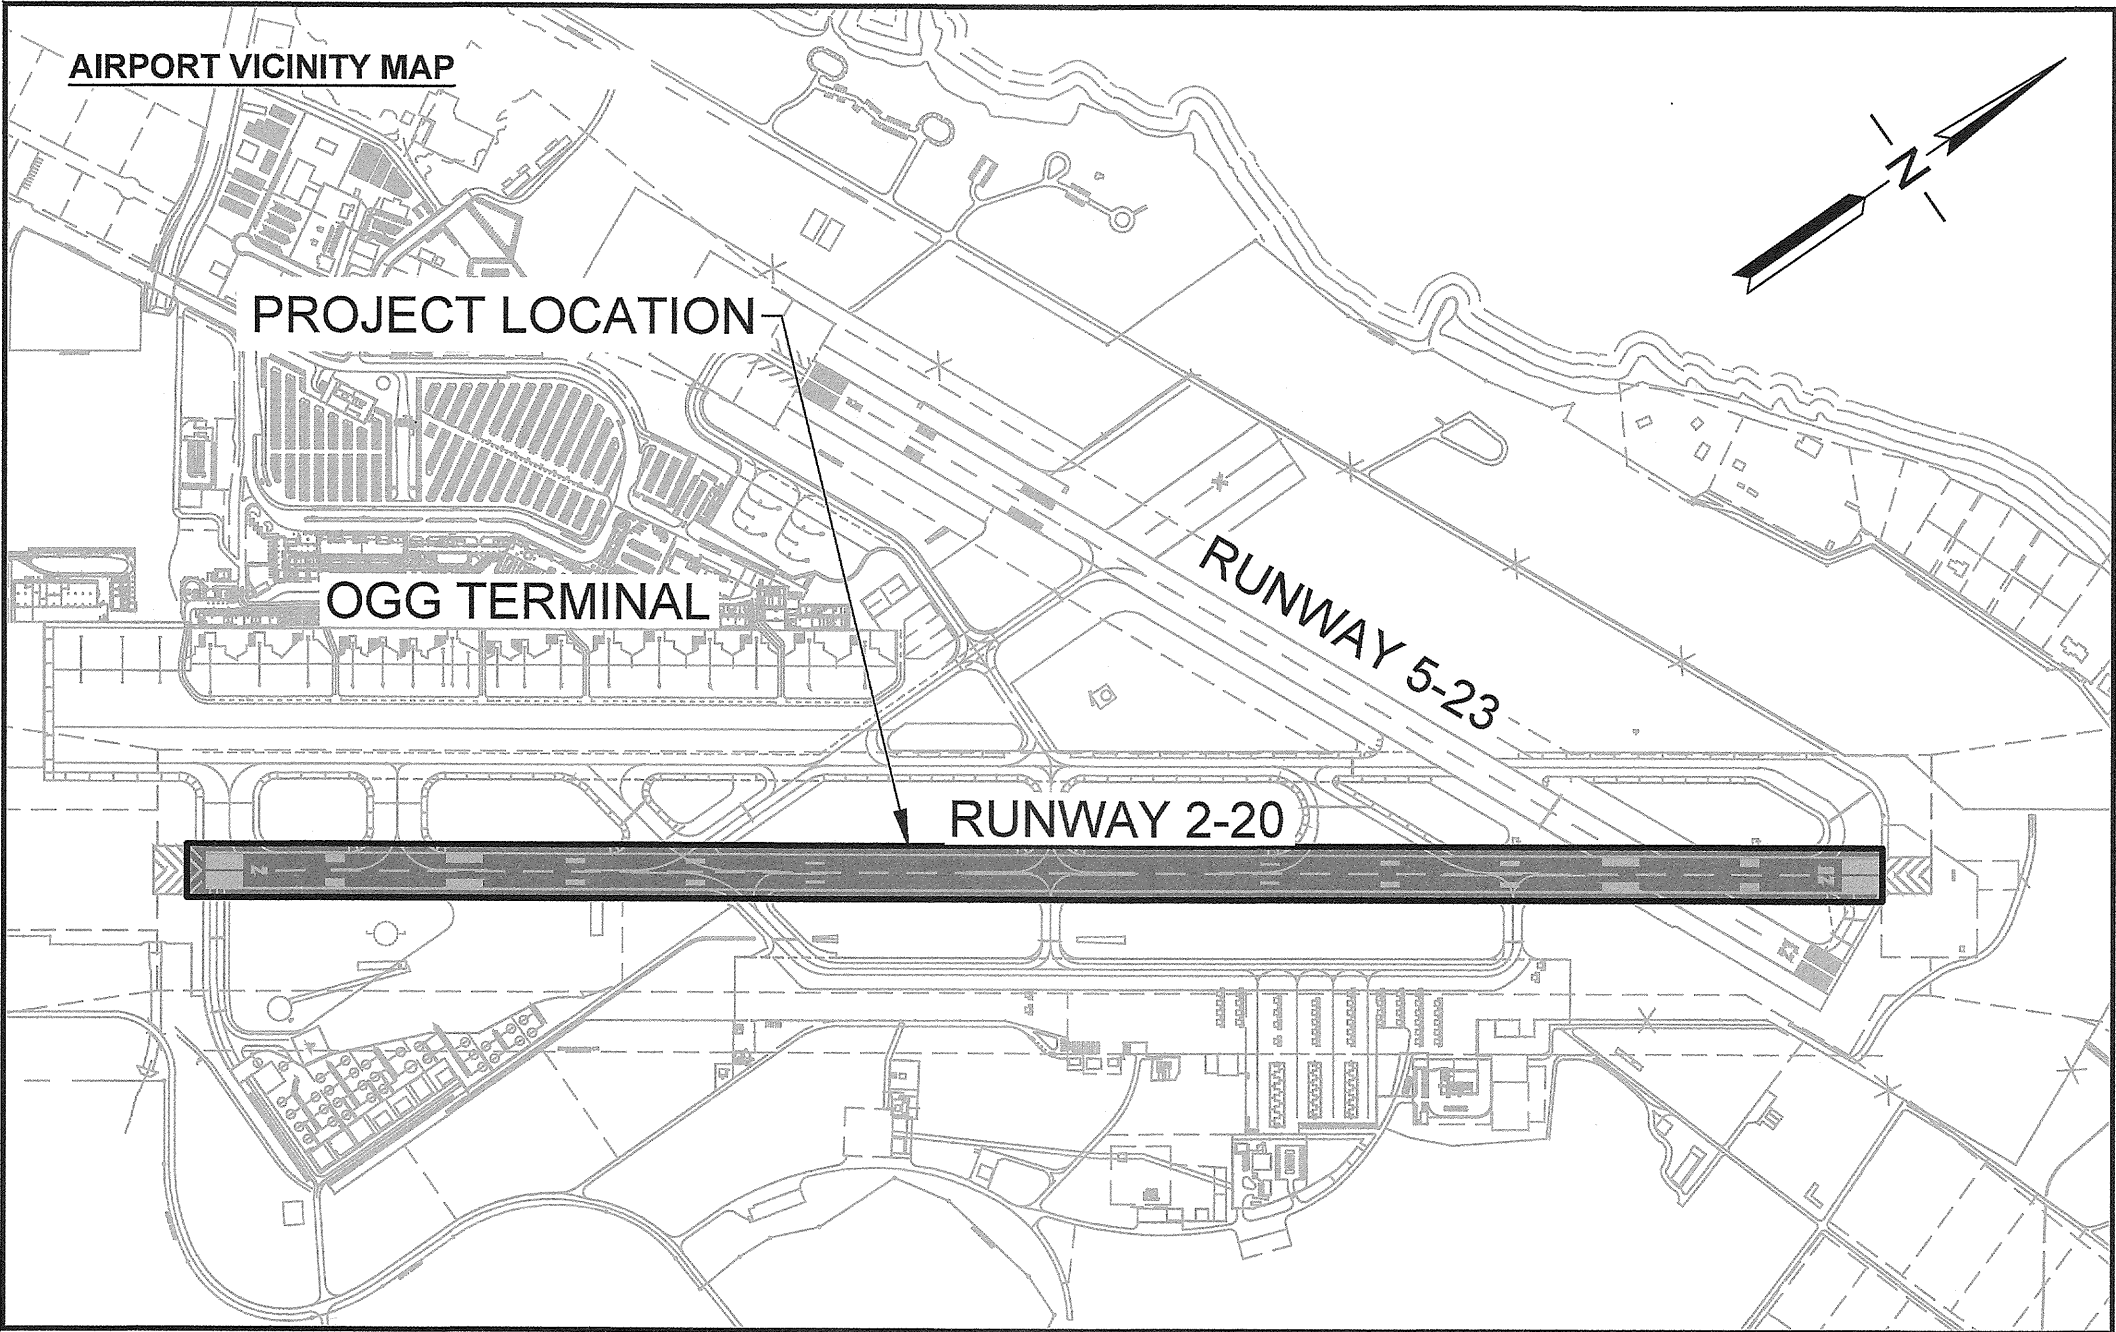 AIRPORT VICINITY MAP
N
PROJECT LOCATION
OGG TERMINAL
RUNWAY 5-23
RUNWAY 2-20